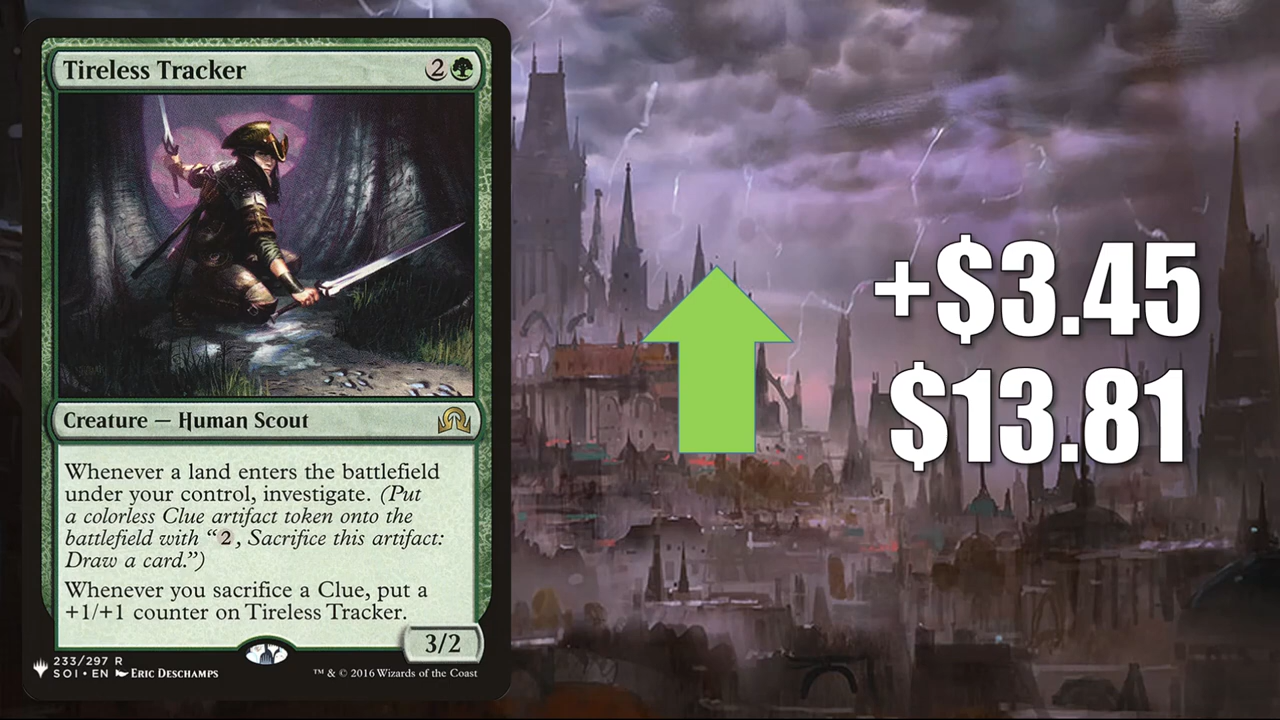 Tireless Tracker 2
Creature — Human Scout
Whenever a land enters the battlefield
under your control, investigate. (Put
a colorless Clue artifact token onto the
battlefield with “2, Sacrifice this artifact:
Draw a card.”)
Whenever you sacrifice a Clue, put a
+1/+1 counter on Tireless Tracker.
3/2
233/297 R
SOI • EN Eric Deschamps
™ & © 2016 Wizards of the Coast
+$3.45
$13.81